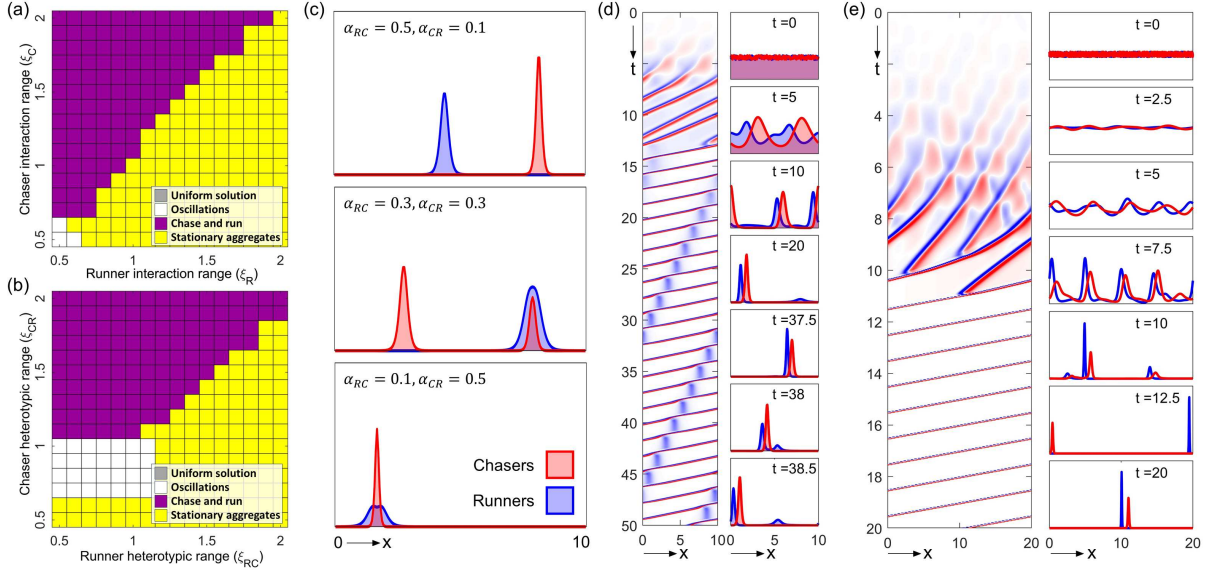 (a)
Chaser interaction range (ξC)
2
1.5
1
0.5
Uniform solution
Oscillations
Chase and run
Stationary aggregates
0.5 1 1.5 2
Runner interaction range (ξR)
(b)
Chaser heterotypic range (ξCR)
2
1.5
1
0.5
Uniform solution
Oscillations
Chase and run
Stationary aggregates
0.5 1 1.5 2
Runner heterotypic range (ξRC)
(c)
αRC = 0.5, αCR = 0.1
αRC = 0.3, αCR = 0.3
αRC = 0.1, αCR = 0.5
Chasers
Runners
0 x 10
(d)
0
t
5
10
15
20
25
30
35
40
45
50
0 5
x
t=0
t=5
t=10
t=20
t=37.5
t=38
t=38.5
0 5 10
x
(e)
0
t
2
4
6
8
10
12
14
16
18
20
0 10 20
x
t=0
t=2.5
t=5
t=7.5
t=10
t=12.5
t=20
0 10 20
x